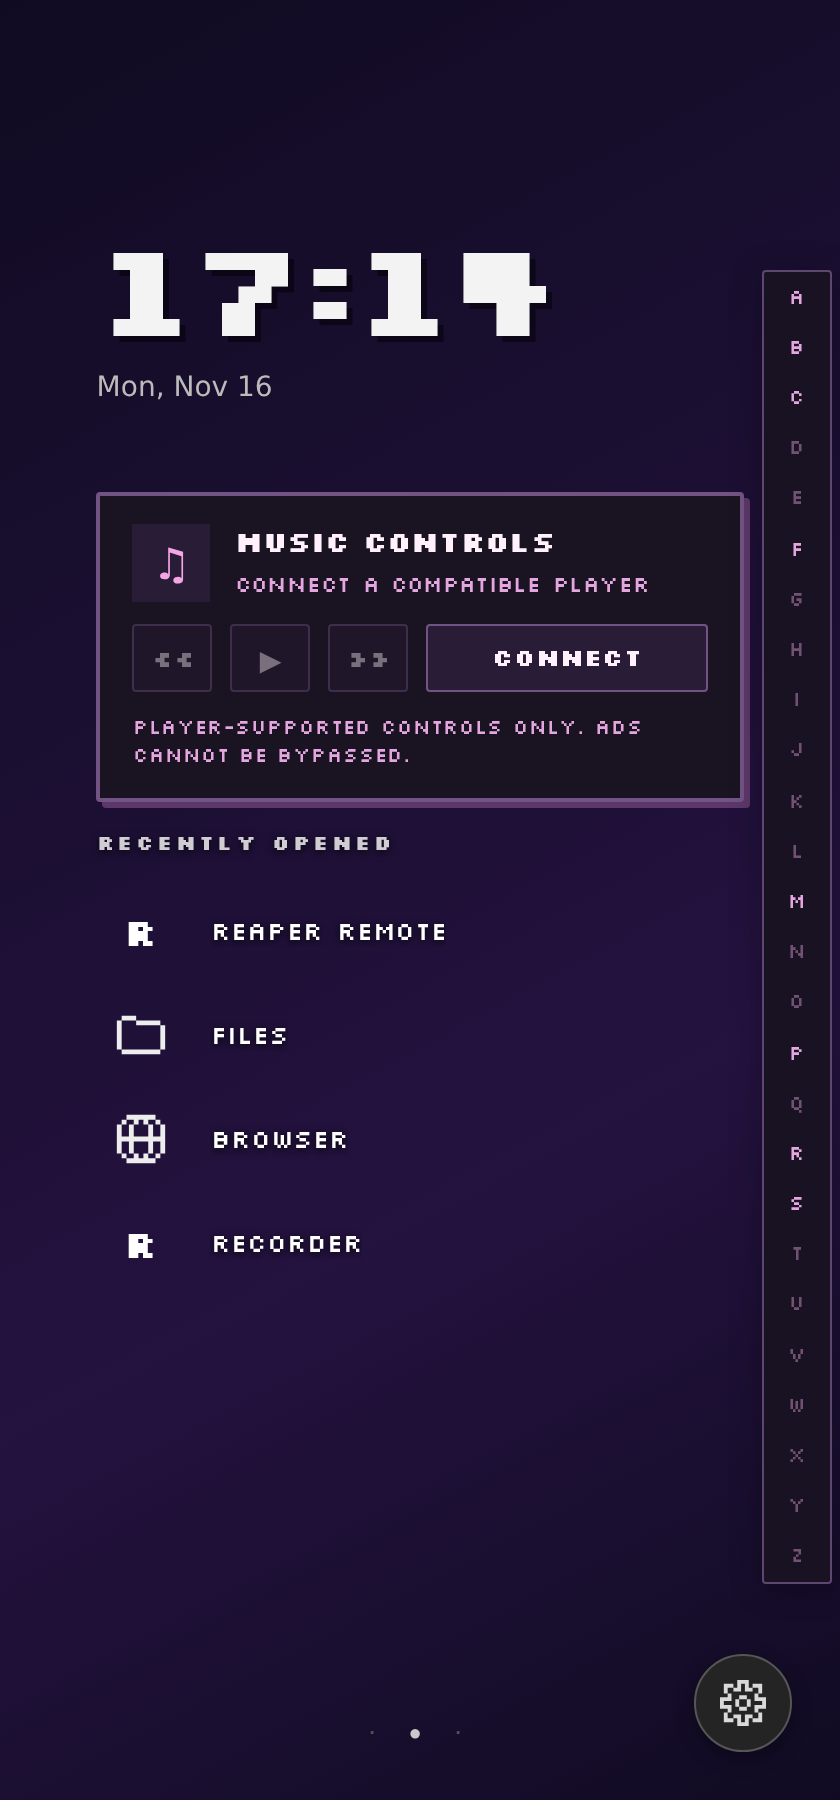 17:14
Mon, Nov 16
MUSIC CONTROLS
CONNECT A COMPATIBLE PLAYER
CONNECT
PLAYER-SUPPORTED CONTROLS ONLY. ADS
CANNOT BE BYPASSED.
RECENTLY OPENED
R REAPER REMOTE
FILES
BROWSER
R RECORDER
A
B
C
D
E
F
G
H
I
J
K
L
M
N
O
P
Q
R
S
T
U
V
W
X
Y
Z